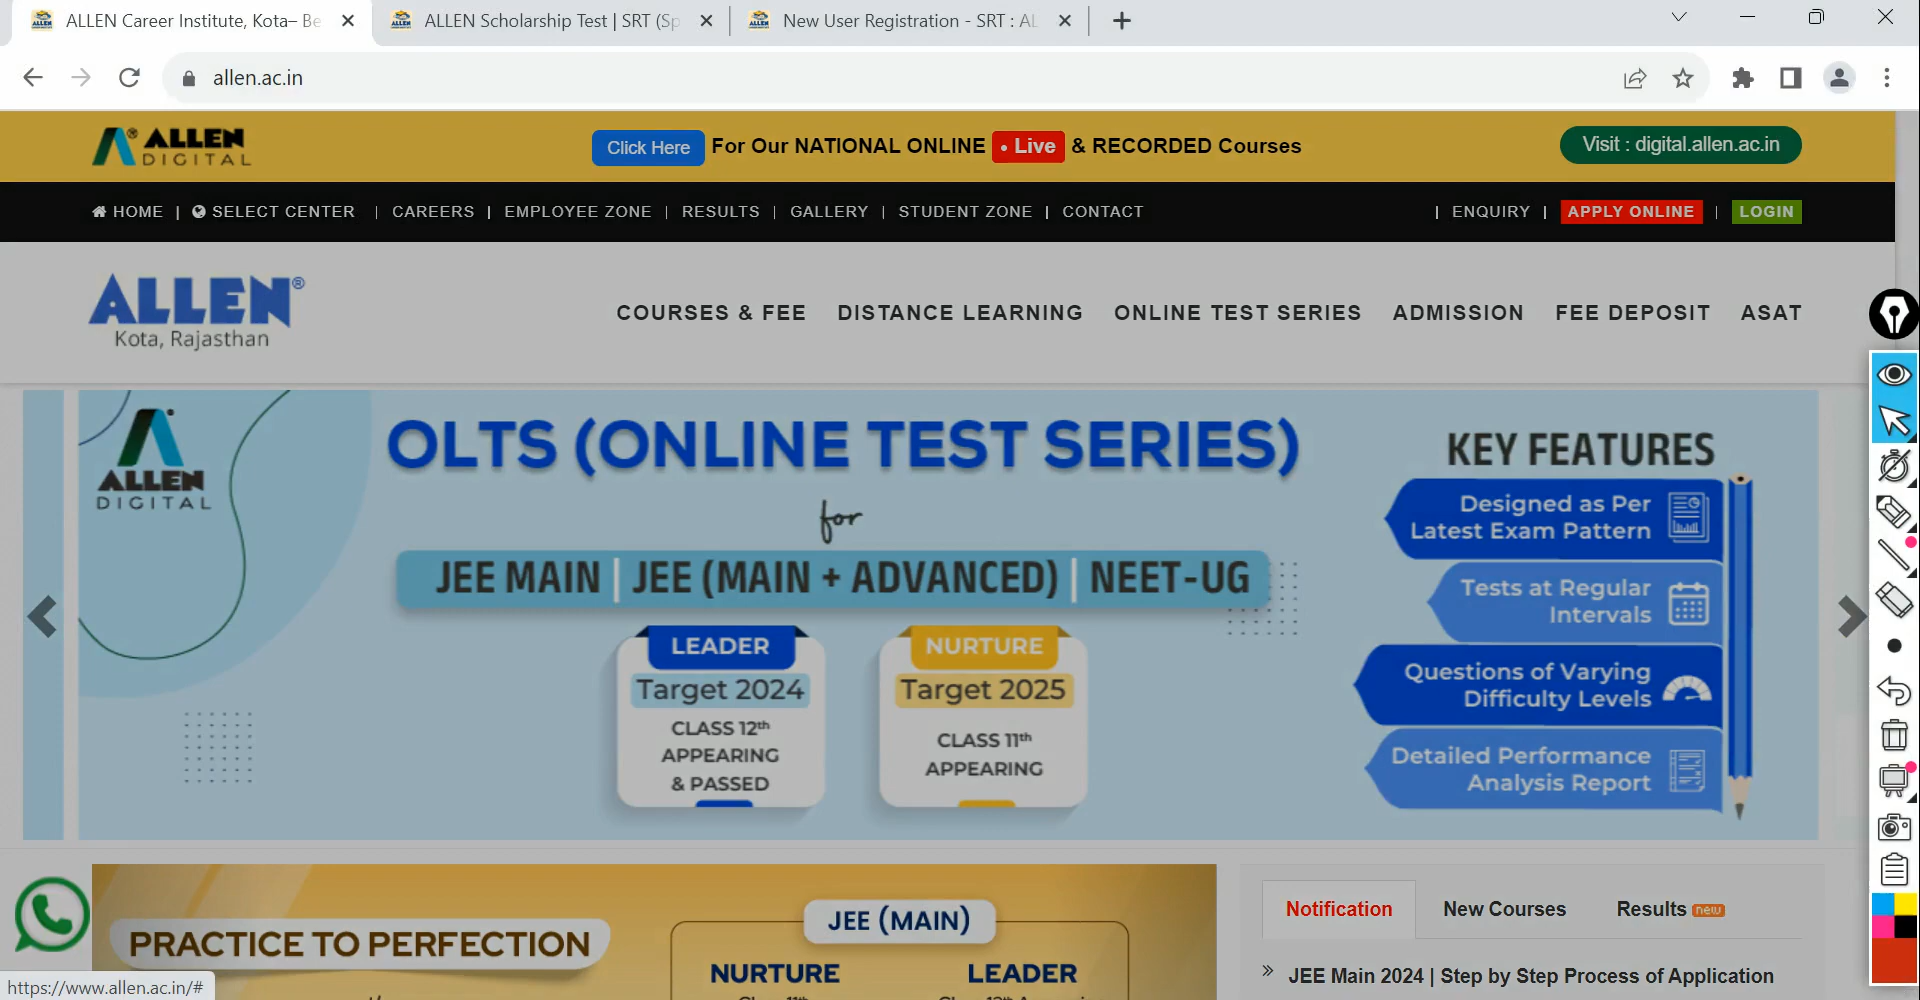 ALLEN Career Institute, Kota– Be
ALLEN Scholarship Test | SRT (Sp
New User Registration - SRT : AL
allen.ac.in
ALLEN
DIGITAL
Click Here For Our NATIONAL ONLINE • Live & RECORDED Courses
Visit : digital.allen.ac.in
HOME | SELECT CENTER | CAREERS | EMPLOYEE ZONE | RESULTS | GALLERY | STUDENT ZONE | CONTACT
| ENQUIRY | APPLY ONLINE | LOGIN
ALLEN®
Kota, Rajasthan
COURSES & FEE DISTANCE LEARNING ONLINE TEST SERIES ADMISSION FEE DEPOSIT ASAT
ALLEN
DIGITAL
OLTS (ONLINE TEST SERIES)
for
JEE MAIN | JEE (MAIN + ADVANCED) | NEET-UG
LEADER
Target 2024
CLASS 12th
APPEARING
& PASSED
NURTURE
Target 2025
CLASS 11th
APPEARING
KEY FEATURES
Designed as Per
Latest Exam Pattern
Tests at Regular
Intervals
Questions of Varying
Difficulty Levels
Detailed Performance
Analysis Report
PRACTICE TO PERFECTION
JEE (MAIN)
NURTURE
LEADER
Notification
New Courses
Results new
» JEE Main 2024 | Step by Step Process of Application
https://www.allen.ac.in/#